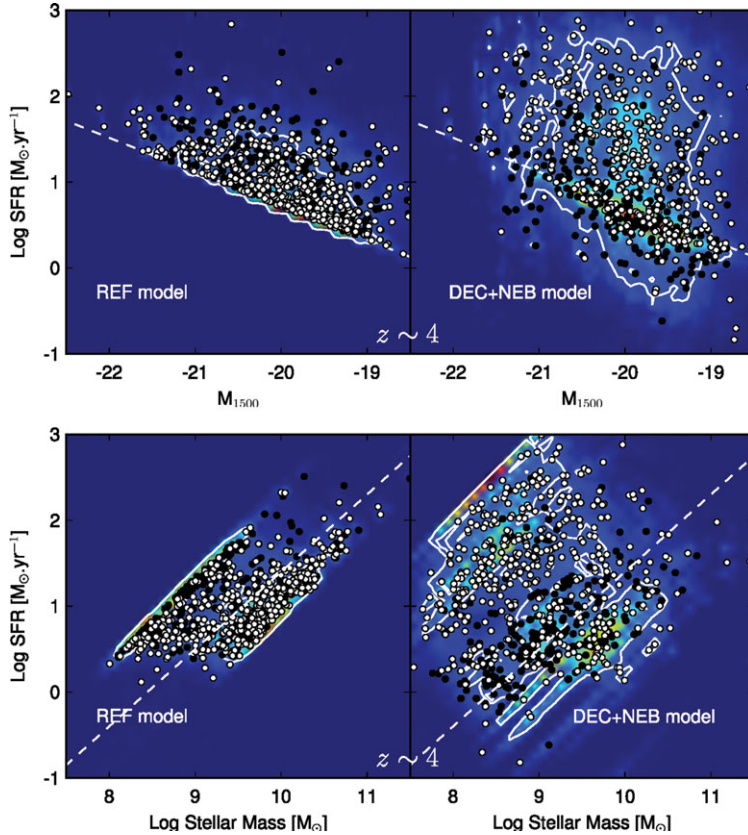 3
2
1
0
-1
Log SFR [M⊙.yr⁻¹]
REF model
DEC+NEB model
z ∼ 4
-22 -21 -20 -19 -22 -21 -20 -19
M₁₅₀₀ M₁₅₀₀
3
2
1
0
-1
Log SFR [M⊙.yr⁻¹]
REF model
DEC+NEB model
z ∼ 4
8 9 10 11 8 9 10 11
Log Stellar Mass [M⊙] Log Stellar Mass [M⊙]